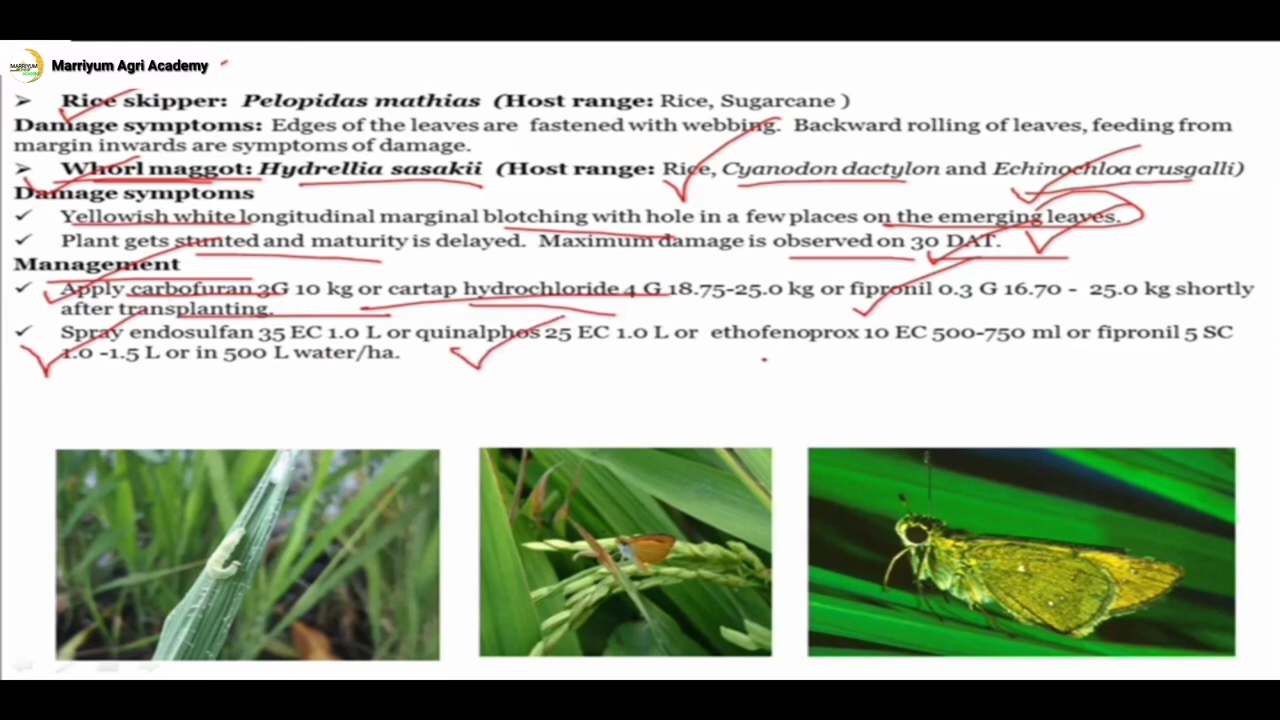 MARRIYUM
Marriyum Agri Academy
➤ Rice skipper: Pelopidas mathias (Host range: Rice, Sugarcane )
Damage symptoms: Edges of the leaves are fastened with webbing. Backward rolling of leaves, feeding from
margin inwards are symptoms of damage.
➤ Whorl maggot: Hydrellia sasakii (Host range: Rice, Cyanodon dactylon and Echinochloa crusgalli)
Damage symptoms
✓ Yellowish white longitudinal marginal blotching with hole in a few places on the emerging leaves.
✓ Plant gets stunted and maturity is delayed. Maximum damage is observed on 30 DAT.
Management
✓ Apply carbofuran 3G 10 kg or cartap hydrochloride 4 G 18.75-25.0 kg or fipronil 0.3 G 16.70 - 25.0 kg shortly
after transplanting.
✓ Spray endosulfan 35 EC 1.0 L or quinalphos 25 EC 1.0 L or ethofenoprox 10 EC 500-750 ml or fipronil 5 SC
1.0 -1.5 L or in 500 L water/ha.